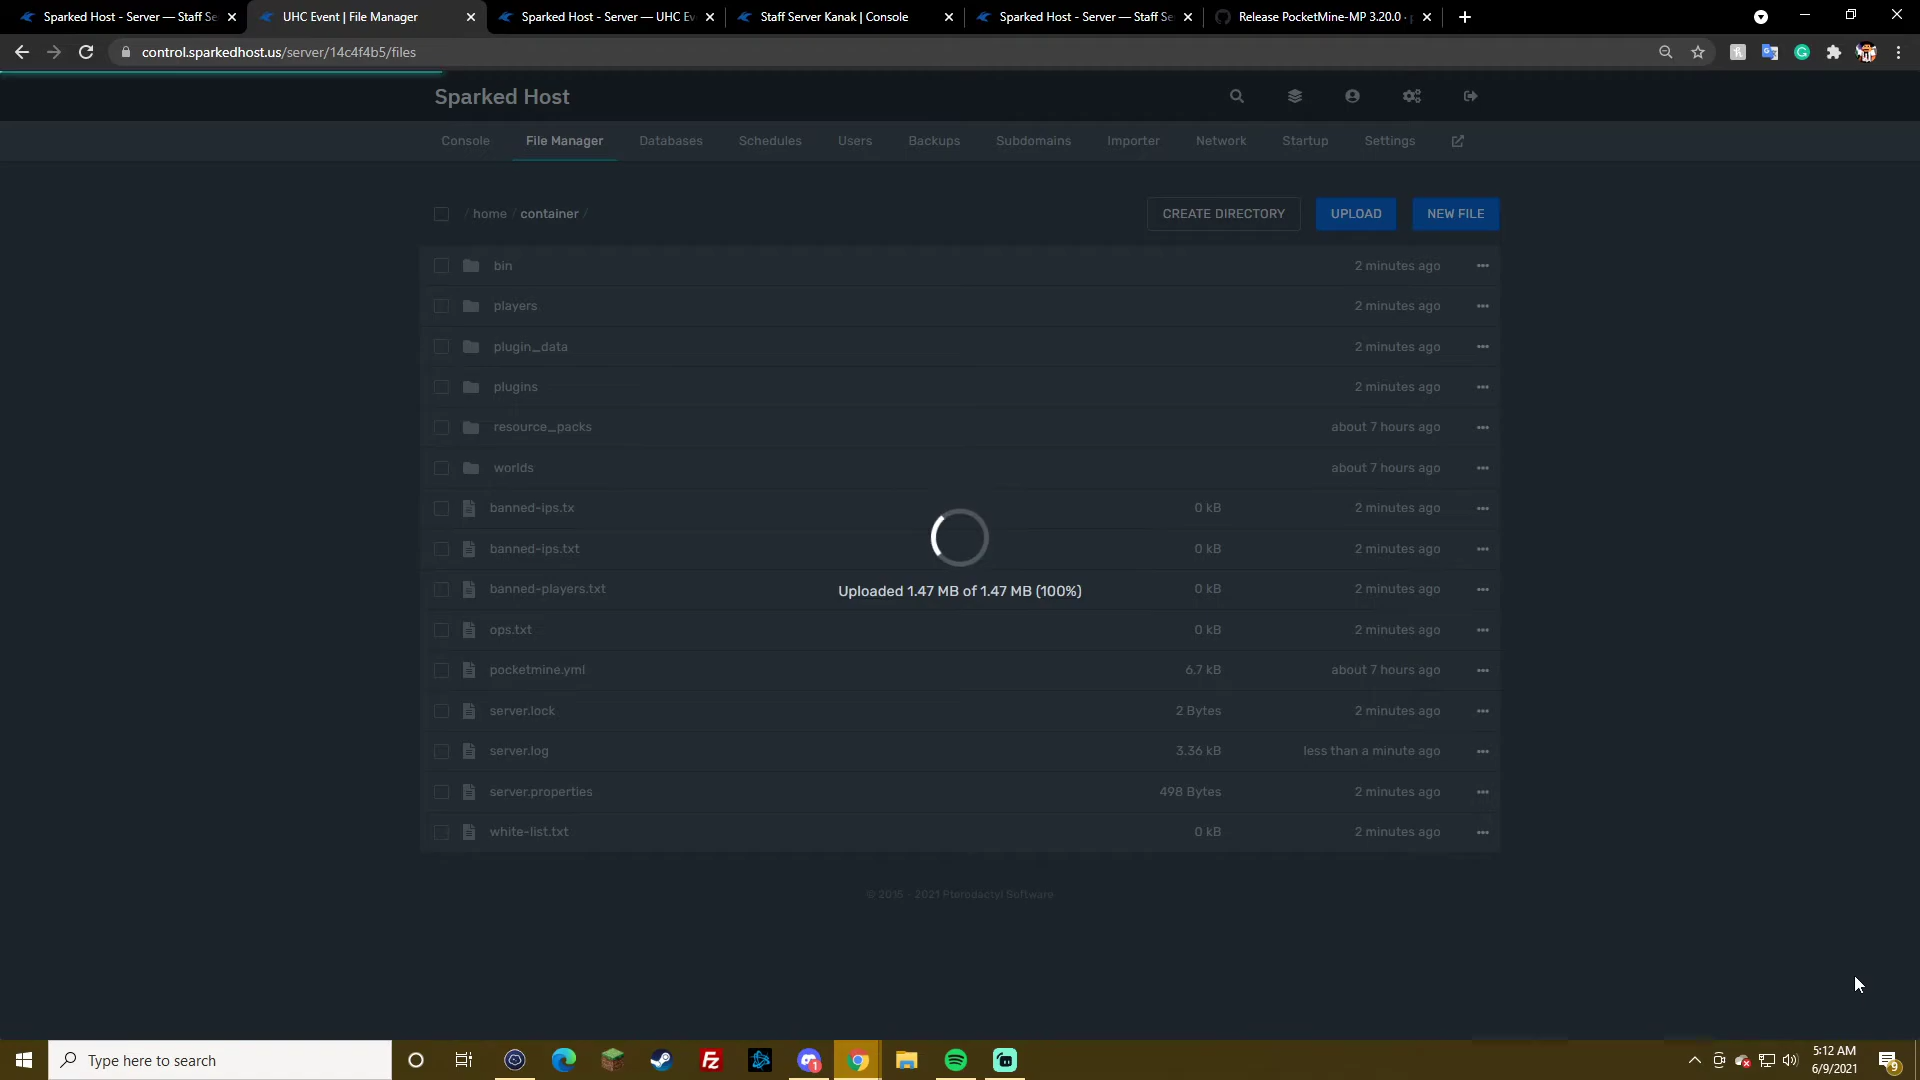 Sparked Host - Server — Staff Se
UHC Event | File Manager
Sparked Host - Server — UHC Ev
Staff Server Kanak | Console
Sparked Host - Server — Staff Se
Release PocketMine-MP 3.20.0 · p
control.sparkedhost.us/server/14c4f4b5/files
Sparked Host
Console
File Manager
Databases
Schedules
Users
Backups
Subdomains
Importer
Network
Startup
Settings
/ home / container /
CREATE DIRECTORY
UPLOAD
NEW FILE
bin 2 minutes ago
players 2 minutes ago
plugin_data 2 minutes ago
plugins 2 minutes ago
resource_packs about 7 hours ago
worlds about 7 hours ago
banned-ips.tx 0 kB 2 minutes ago
banned-ips.txt 0 kB 2 minutes ago
Uploaded 1.47 MB of 1.47 MB (100%)
banned-players.txt 0 kB 2 minutes ago
ops.txt 0 kB 2 minutes ago
pocketmine.yml 6.7 kB about 7 hours ago
server.lock 2 Bytes 2 minutes ago
server.log 3.36 kB less than a minute ago
server.properties 498 Bytes 2 minutes ago
white-list.txt 0 kB 2 minutes ago
© 2015 - 2021 Pterodactyl Software
Type here to search
1
5:12 AM
6/9/2021
9